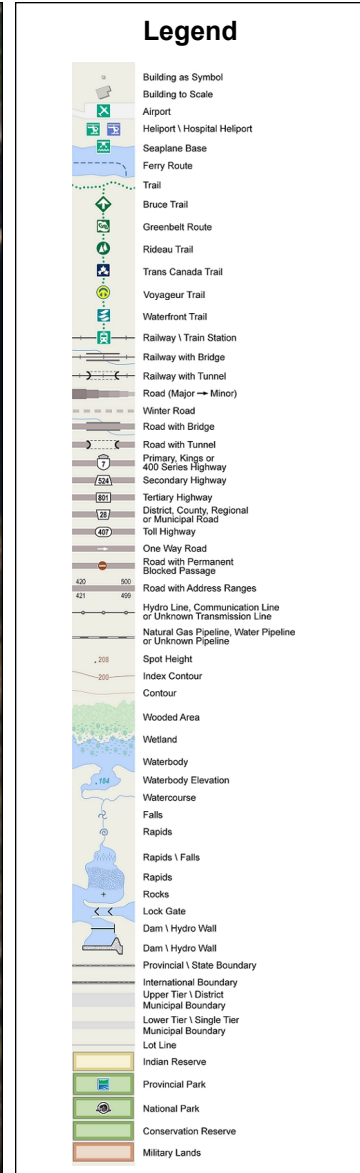 Legend
Building as Symbol
Building to Scale
Airport
Heliport \ Hospital Heliport
Seaplane Base
Ferry Route
Trail
Bruce Trail
Greenbelt Route
Rideau Trail
Trans Canada Trail
Voyageur Trail
Waterfront Trail
Railway \ Train Station
Railway with Bridge
Railway with Tunnel
Road (Major → Minor)
Winter Road
Road with Bridge
Road with Tunnel
7 Primary, Kings or
400 Series Highway
524 Secondary Highway
801 Tertiary Highway
28 District, County, Regional
or Municipal Road
407 Toll Highway
One Way Road
Road with Permanent
Blocked Passage
420 500
Road with Address Ranges
421 499
Hydro Line, Communication Line
or Unknown Transmission Line
Natural Gas Pipeline, Water Pipeline
or Unknown Pipeline
.208 Spot Height
200 Index Contour
Contour
Wooded Area
Wetland
Waterbody
.184 Waterbody Elevation
Watercourse
Falls
Rapids
Rapids \ Falls
Rapids
Rocks
Lock Gate
Dam \ Hydro Wall
Dam \ Hydro Wall
Provincial \ State Boundary
International Boundary
Upper Tier \ District
Municipal Boundary
Lower Tier \ Single Tier
Municipal Boundary
Lot Line
Indian Reserve
Provincial Park
National Park
Conservation Reserve
Military Lands